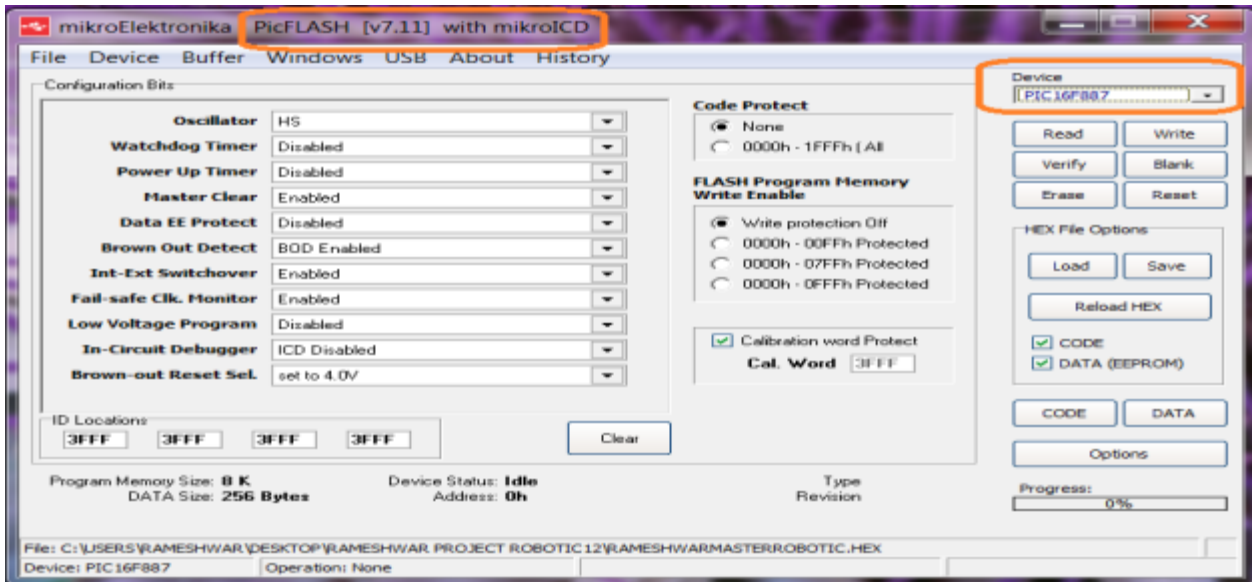 mikroElektronika PicFLASH [v7.11] with mikroICD
File Device Buffer Windows USB About History
Configuration Bits
Oscillator HS
Watchdog Timer Disabled
Power Up Timer Disabled
Master Clear Enabled
Data EE Protect Disabled
Brown Out Detect BOD Enabled
Int-Ext Switchover Enabled
Fail-safe Clk. Monitor Enabled
Low Voltage Program Disabled
In-Circuit Debugger ICD Disabled
Brown-out Reset Sel. set to 4.0V
ID Locations
3FFF 3FFF 3FFF 3FFF
Clear
Code Protect
None
0000h - 1FFFh ( All
FLASH Program Memory
Write Enable
Write protection Off
0000h - 00FFh Protected
0000h - 07FFh Protected
0000h - 0FFFh Protected
Calibration word Protect
Cal. Word 3FFF
Device
PIC16F887
Read Write
Verify Blank
Erase Reset
HEX File Options
Load Save
Reload HEX
CODE
DATA (EEPROM)
CODE DATA
Options
Progress:
0%
Program Memory Size: 8 K Device Status: Idle Type
DATA Size: 256 Bytes Address: 0h Revision
File: C:\USERS\RAMESHWAR\DESKTOP\RAMESHWAR PROJECT ROBOTIC12\RAMESHWARMASTERROBOTIC.HEX
Device: PIC16F887 Operation: None